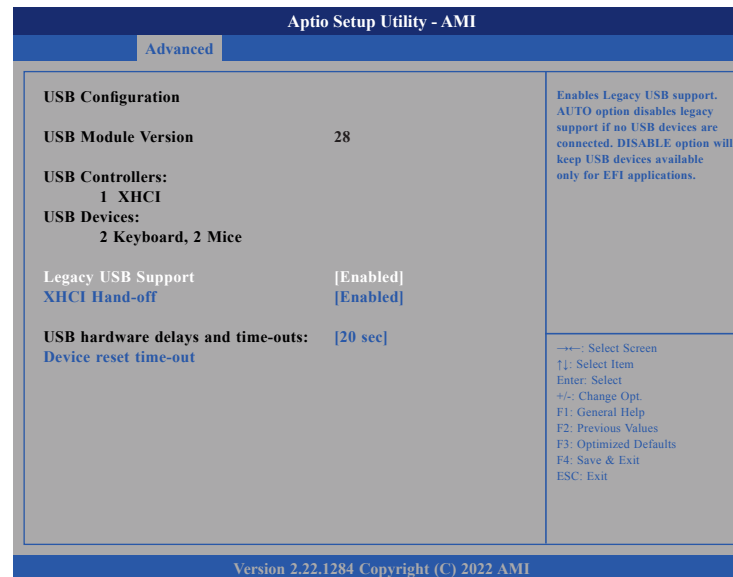 Aptio Setup Utility - AMI
Advanced
USB Configuration
USB Module Version 28
USB Controllers:
1 XHCI
USB Devices:
2 Keyboard, 2 Mice
Legacy USB Support [Enabled]
XHCI Hand-off [Enabled]
USB hardware delays and time-outs: [20 sec]
Device reset time-out
Enables Legacy USB support.
AUTO option disables legacy
support if no USB devices are
connected. DISABLE option will
keep USB devices available
only for EFI applications.
→←: Select Screen
↑↓: Select Item
Enter: Select
+/-: Change Opt.
F1: General Help
F2: Previous Values
F3: Optimized Defaults
F4: Save & Exit
ESC: Exit
Version 2.22.1284 Copyright (C) 2022 AMI